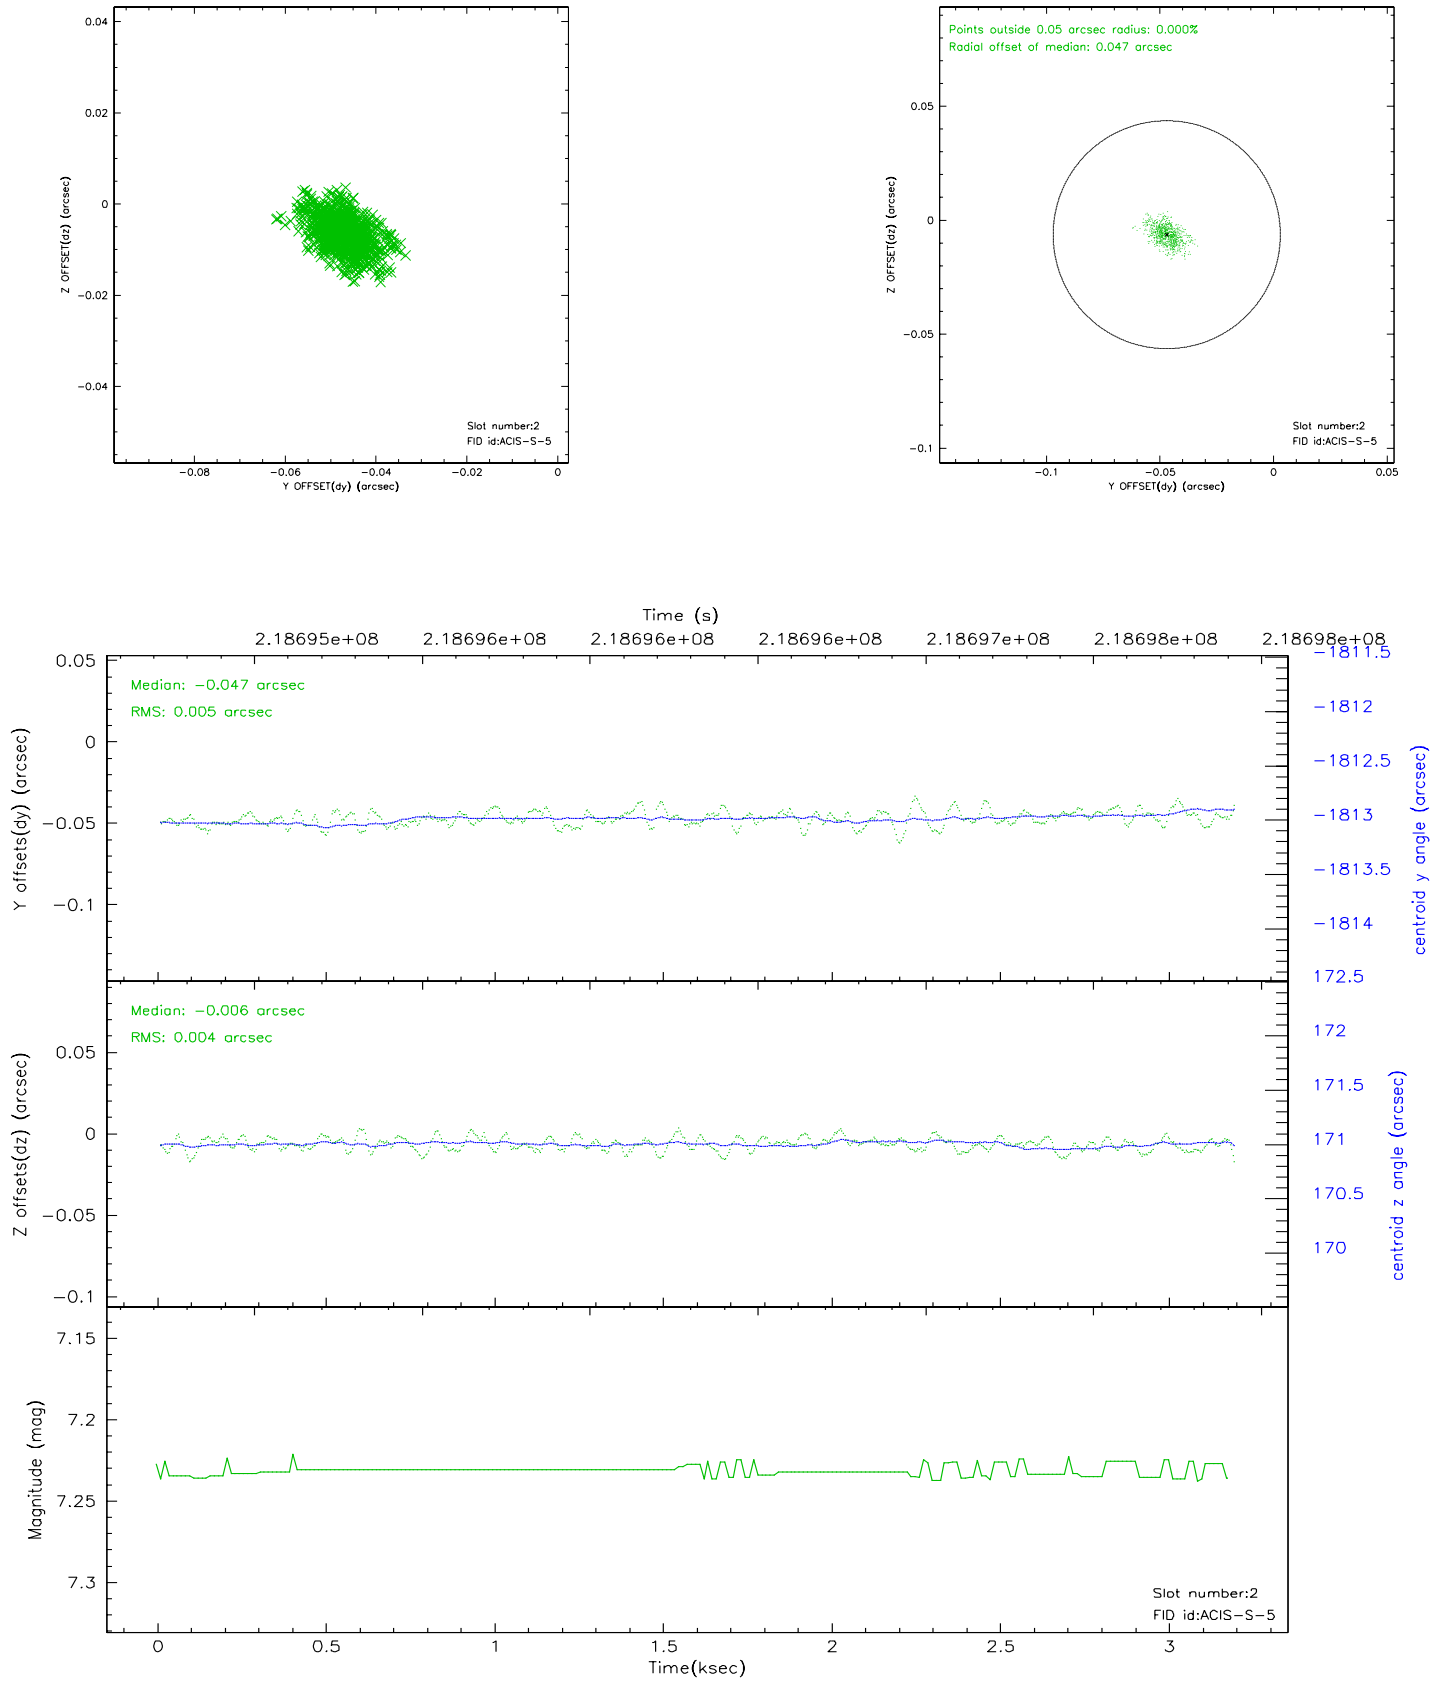 0.04
0.02
0
−0.02
−0.04
Z OFFSET(dz) (arcsec)
Slot number:2
FID id:ACIS−S−5
−0.08
−0.06
−0.04
−0.02
0
Y OFFSET(dy) (arcsec)
Points outside 0.05 arcsec radius: 0.000%
Radial offset of median: 0.047 arcsec
0.05
0
−0.05
−0.1
Z OFFSET(dz) (arcsec)
Slot number:2
FID id:ACIS−S−5
−0.1
−0.05
0
0.05
Y OFFSET(dy) (arcsec)
Time (s)
2.18695e+08
2.18696e+08
2.18696e+08
2.18696e+08
2.18697e+08
2.18698e+08
2.18698e+08
Median: −0.047 arcsec
RMS: 0.005 arcsec
0.05
0
−0.05
−0.1
Y offsets(dy) (arcsec)
−1811.5
−1812
−1812.5
−1813
−1813.5
−1814
centroid y angle (arcsec)
Median: −0.006 arcsec
RMS: 0.004 arcsec
0.05
0
−0.05
−0.1
Z offsets(dz) (arcsec)
172.5
172
171.5
171
170.5
170
centroid z angle (arcsec)
7.15
7.2
7.25
7.3
Magnitude (mag)
Slot number:2
FID id:ACIS−S−5
0
0.5
1
1.5
2
2.5
3
Time(ksec)